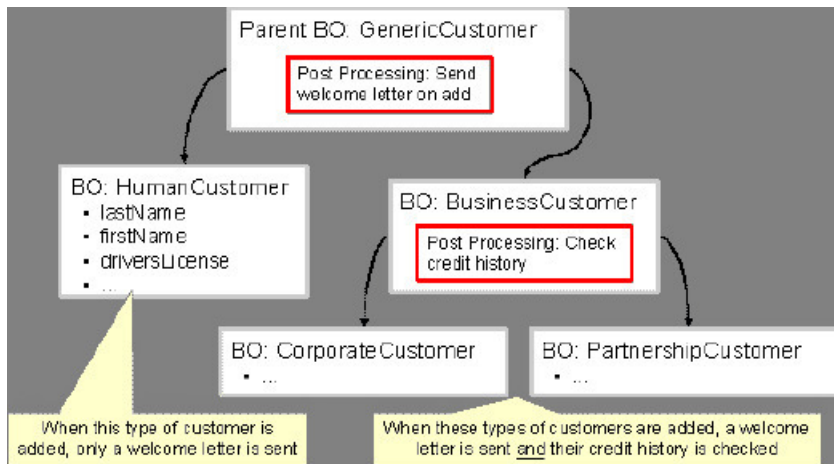 Parent BO: GenericCustomer
Post Processing: Send
welcome letter on add
BO: HumanCustomer
▪ lastName
▪ firstName
▪ driversLicense
▪ ...
BO: BusinessCustomer
Post Processing: Check
credit history
BO: CorporateCustomer
▪ ...
BO: PartnershipCustomer
▪ ...
When this type of customer is
added, only a welcome letter is sent
When these types of customers are added, a welcome
letter is sent and their credit history is checked